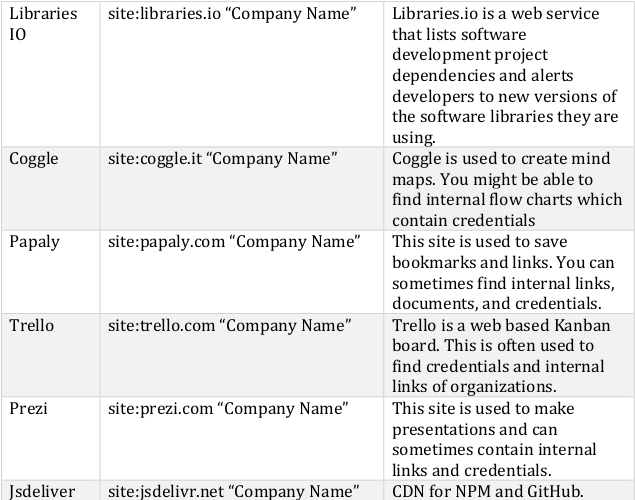 Libraries IO
site:libraries.io “Company Name”
Libraries.io is a web service
that lists software
development project
dependencies and alerts
developers to new versions of
the software libraries they are
using.
Coggle
site:coggle.it “Company Name”
Coggle is used to create mind
maps. You might be able to
find internal flow charts which
contain credentials
Papaly
site:papaly.com “Company Name”
This site is used to save
bookmarks and links. You can
sometimes find internal links,
documents, and credentials.
Trello
site:trello.com “Company Name”
Trello is a web based Kanban
board. This is often used to
find credentials and internal
links of organizations.
Prezi
site:prezi.com “Company Name”
This site is used to make
presentations and can
sometimes contain internal
links and credentials.
Jsdeliver
site:jsdelivr.net “Company Name”
CDN for NPM and GitHub.